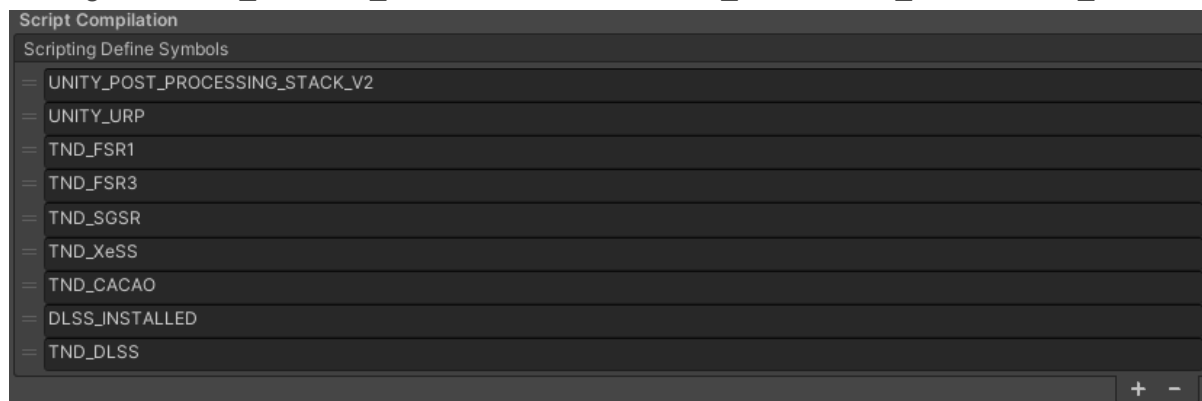 Script Compilation
Scripting Define Symbols
UNITY_POST_PROCESSING_STACK_V2
UNITY_URP
TND_FSR1
TND_FSR3
TND_SGSR
TND_XeSS
TND_CACAO
DLSS_INSTALLED
TND_DLSS